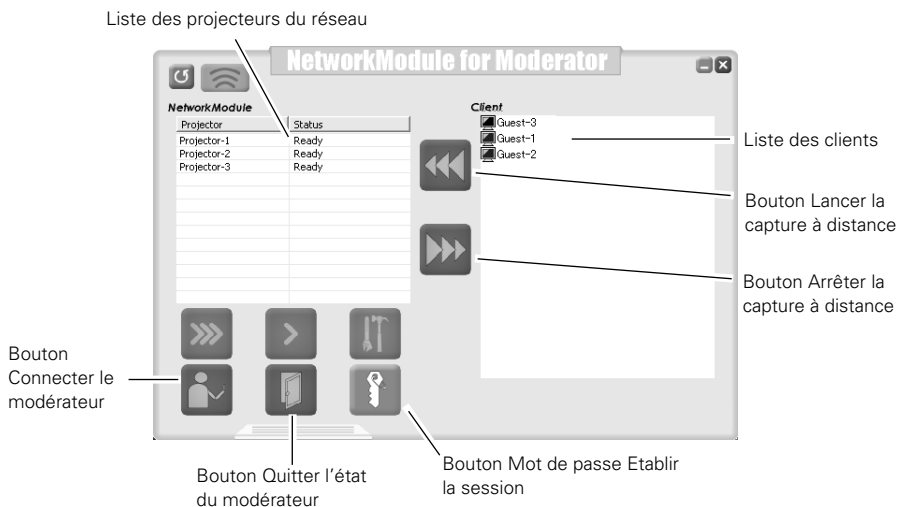 Liste des projecteurs du réseau
NetworkModule for Moderator
NetworkModule
Projector Status
Projector-1 Ready
Projector-2 Ready
Projector-3 Ready
Client
Guest-3
Guest-1
Guest-2
Liste des clients
Bouton Lancer la
capture à distance
Bouton Arrêter la
capture à distance
Bouton
Connecter le
modérateur
Bouton Quitter l’état
du modérateur
Bouton Mot de passe Etablir
la session